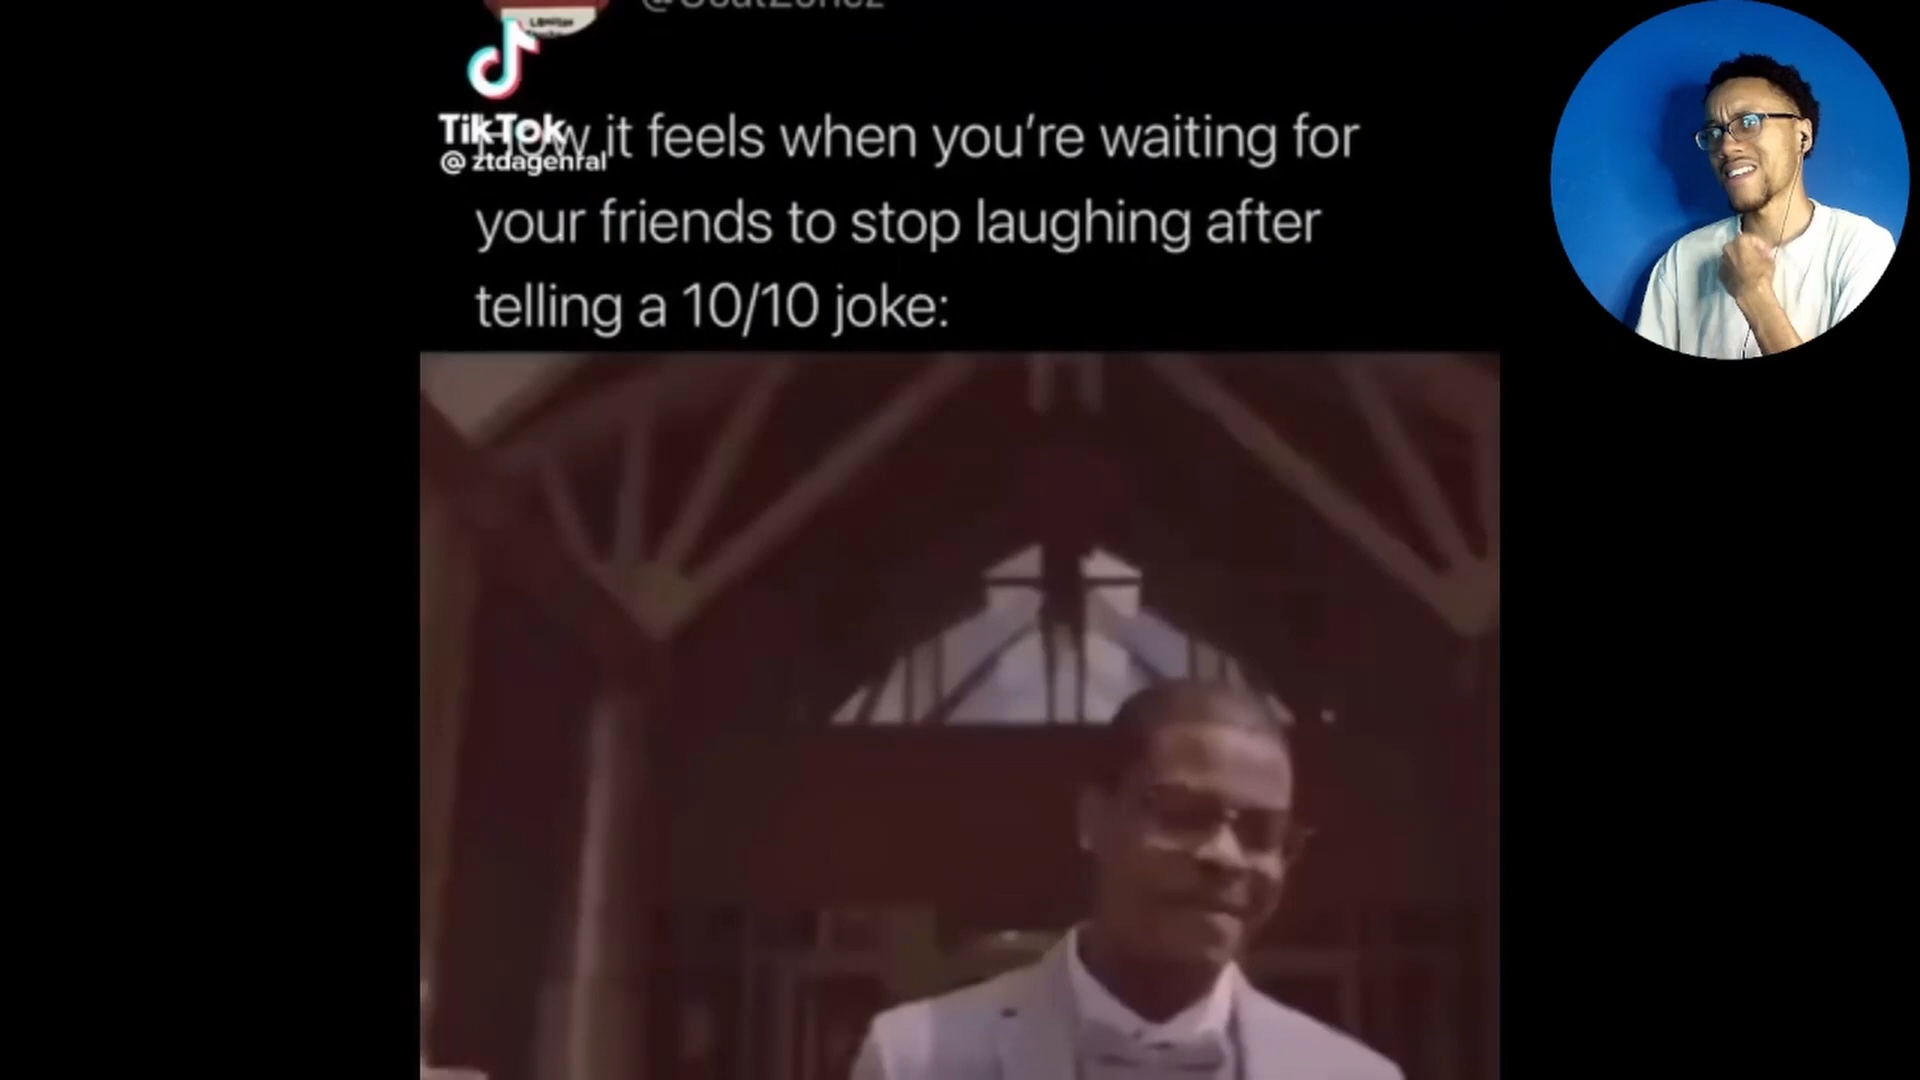 TikTok
@ ztdagenral
How it feels when you're waiting for
your friends to stop laughing after
telling a 10/10 joke: